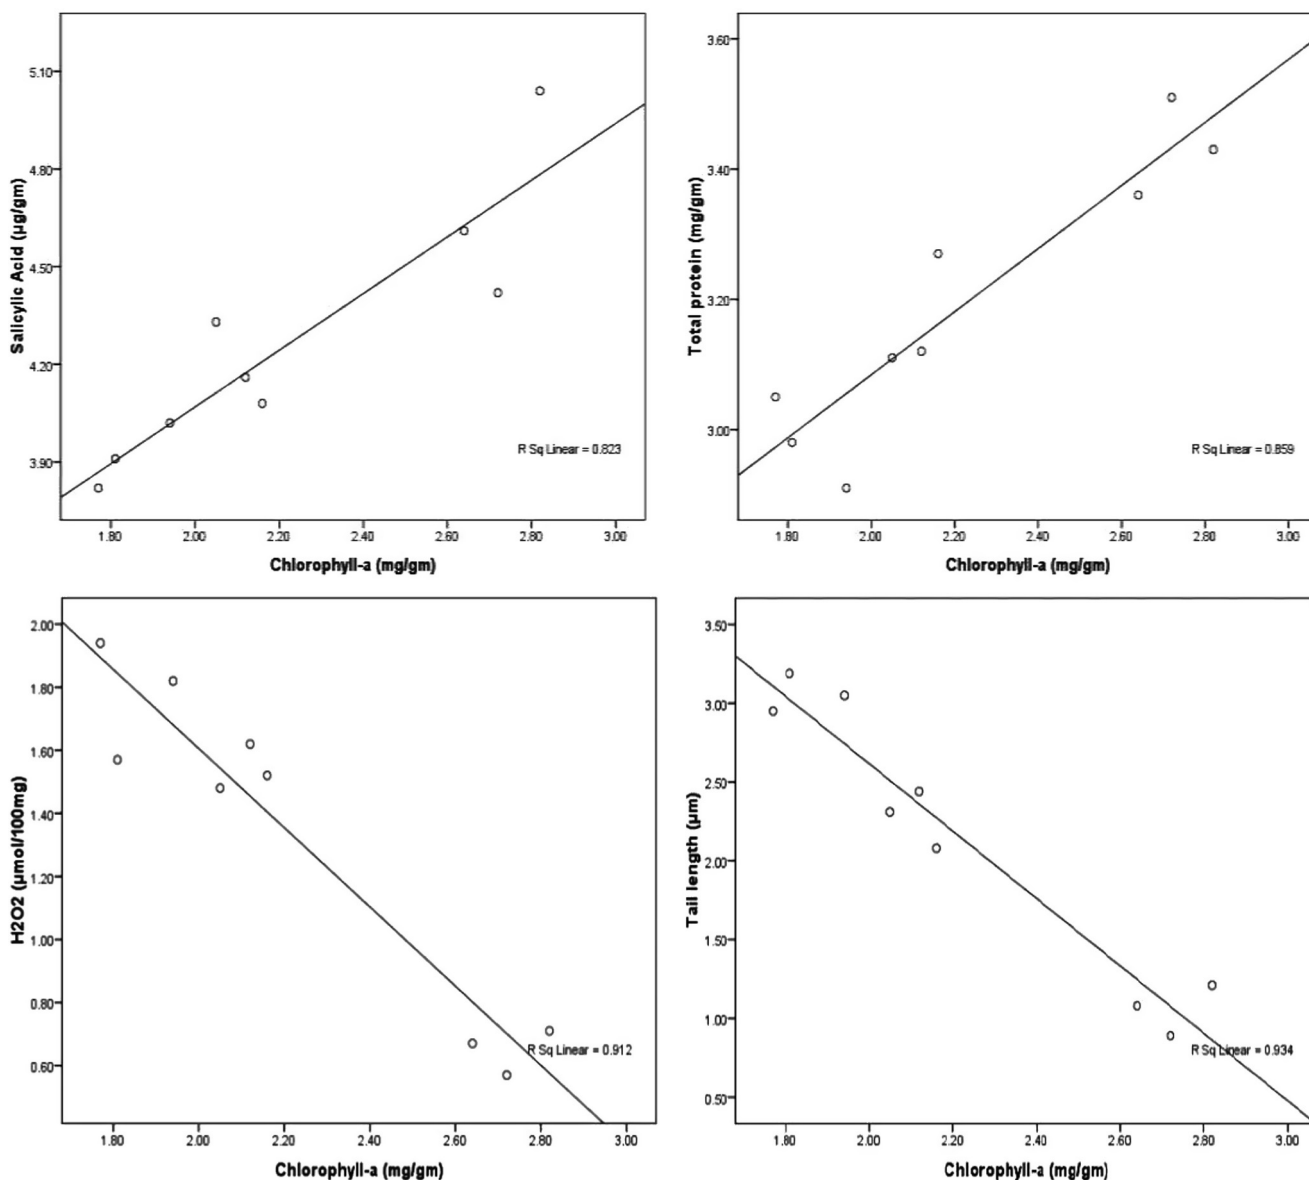 5.10
4.80
4.50
4.20
3.90
Salicylic Acid (µg/gm)
R Sq Linear = 0.823
1.80 2.00 2.20 2.40 2.60 2.80 3.00
Chlorophyll-a (mg/gm)
3.60
3.40
3.20
3.00
Total protein (mg/gm)
R Sq Linear = 0.859
1.80 2.00 2.20 2.40 2.60 2.80 3.00
Chlorophyll-a (mg/gm)
2.00
1.80
1.60
1.40
1.20
1.00
0.80
0.60
H2O2 (µmol/100mg)
R Sq Linear = 0.912
1.80 2.00 2.20 2.40 2.60 2.80 3.00
Chlorophyll-a (mg/gm)
3.50
3.00
2.50
2.00
1.50
1.00
0.50
Tail length (µm)
R Sq Linear = 0.934
1.80 2.00 2.20 2.40 2.60 2.80 3.00
Chlorophyll-a (mg/gm)